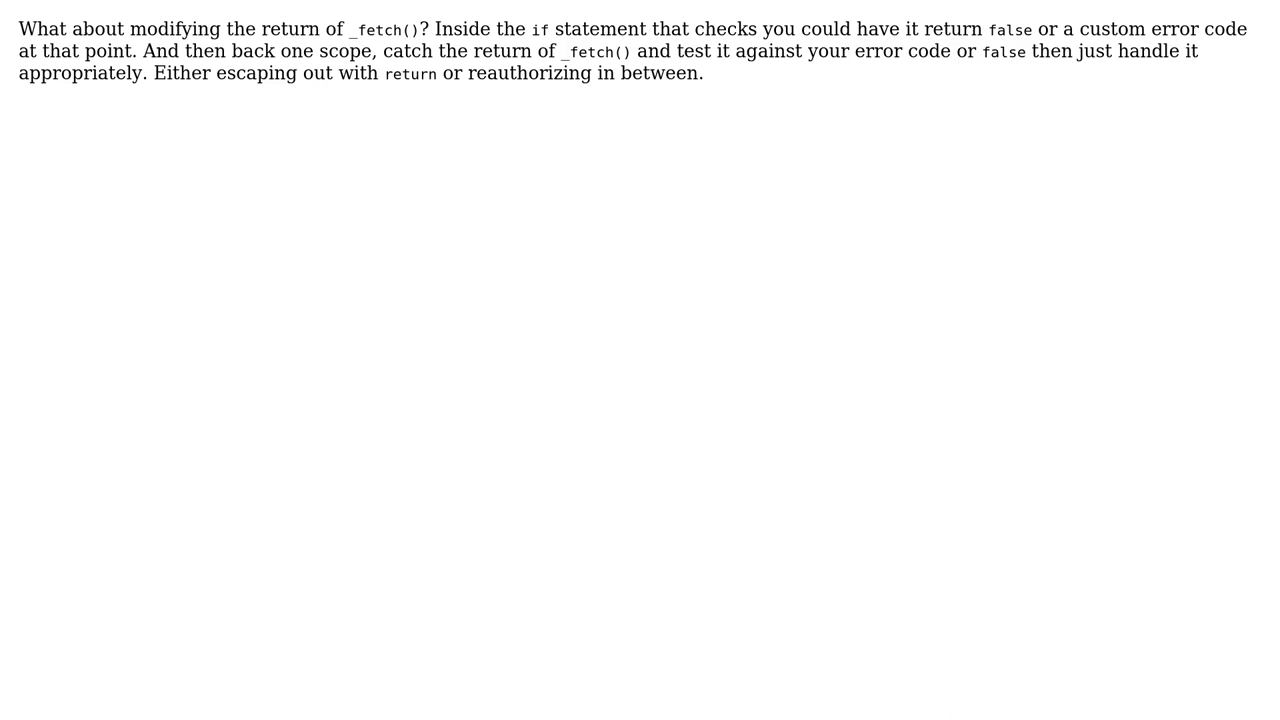 What about modifying the return of _fetch()? Inside the if statement that checks you could have it return false or a custom error code
at that point. And then back one scope, catch the return of _fetch() and test it against your error code or false then just handle it
appropriately. Either escaping out with return or reauthorizing in between.